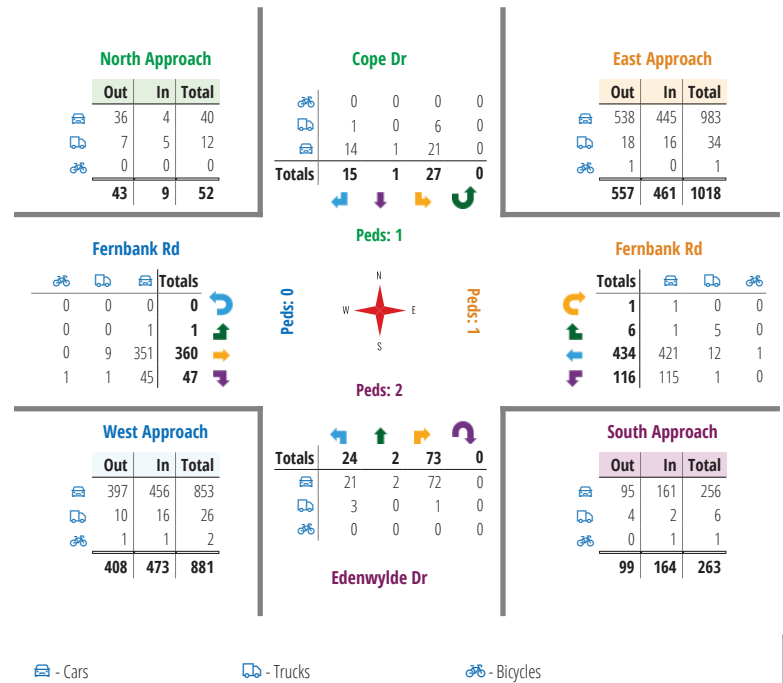 North Approach
Out In Total
36 4 40
7 5 12
0 0 0
43 9 52
Cope Dr
0 0 0 0
1 0 6 0
14 1 21 0
Totals 15 1 27 0
East Approach
Out In Total
538 445 983
18 16 34
1 0 1
557 461 1018
Fernbank Rd
Totals
0 0 0 0
0 0 1 1
0 9 351 360
1 1 45 47
Peds: 1
Peds: 0
N
W E
S
Peds: 1
Peds: 2
Fernbank Rd
Totals
1 1 0 0
6 1 5 0
434 421 12 1
116 115 1 0
West Approach
Out In Total
397 456 853
10 16 26
1 1 2
408 473 881
Totals 24 2 73 0
21 2 72 0
3 0 1 0
0 0 0 0
Edenwylde Dr
South Approach
Out In Total
95 161 256
4 2 6
0 1 1
99 164 263
- Cars
- Trucks
- Bicycles